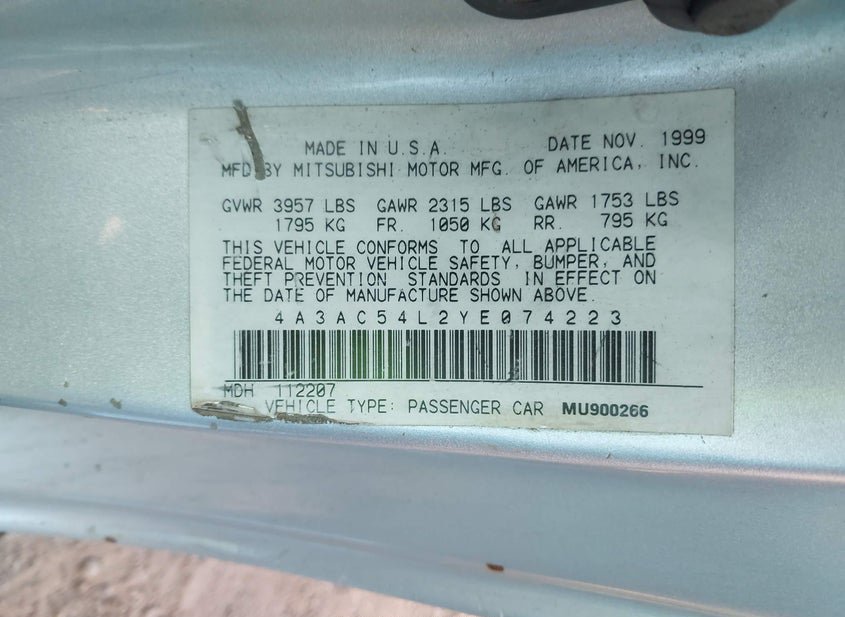 MADE IN U.S.A. DATE NOV. 1999
MFD BY MITSUBISHI MOTOR MFG. OF AMERICA, INC.
GVWR 3957 LBS GAWR 2315 LBS GAWR 1753 LBS
1795 KG FR. 1050 KG RR. 795 KG
THIS VEHICLE CONFORMS TO ALL APPLICABLE
FEDERAL MOTOR VEHICLE SAFETY, BUMPER, AND
THEFT PREVENTION STANDARDS IN EFFECT ON
THE DATE OF MANUFACTURE SHOWN ABOVE.
4A3AC54L2YE074223
MDH 112207
VEHICLE TYPE: PASSENGER CAR MU900266